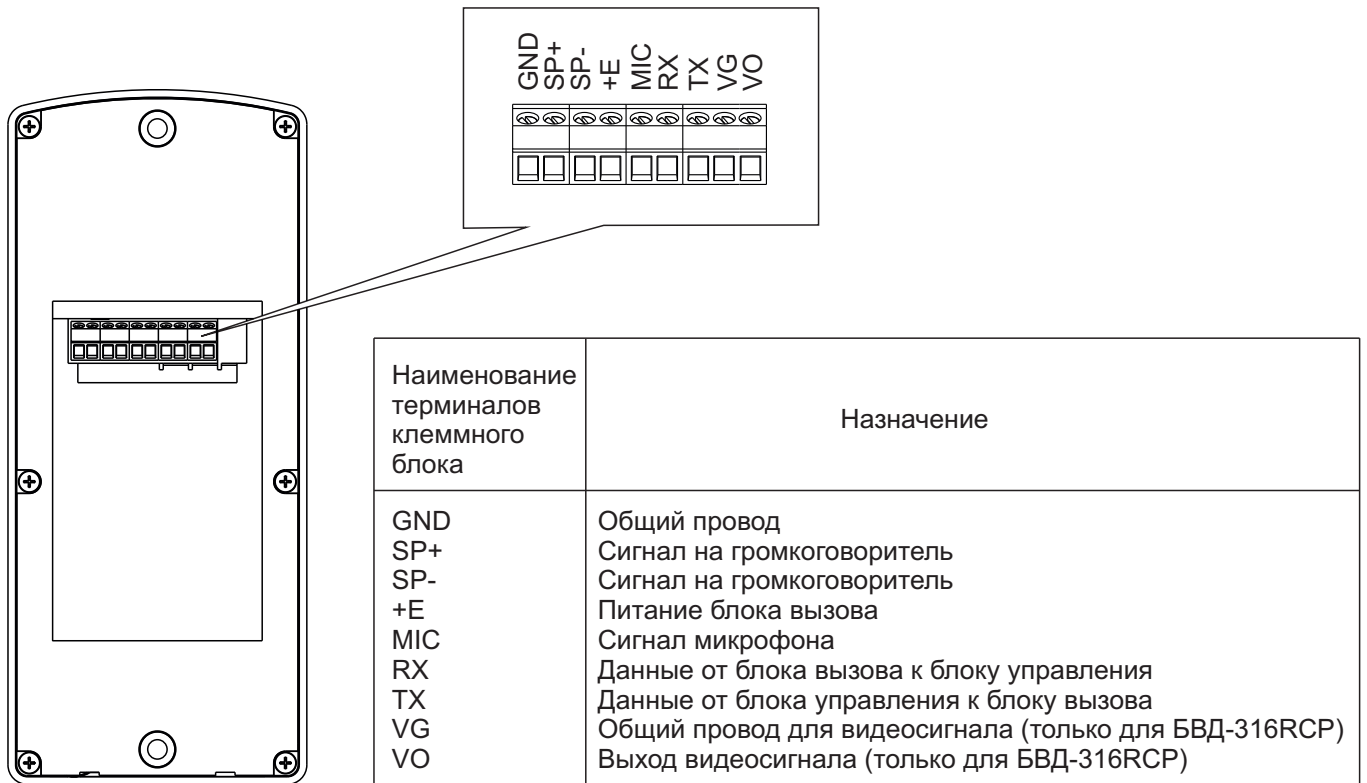 GND
SP+
SP-
+E
MIC
RX
TX
VG
VO
Наименование
терминалов
клеммного
блока
Назначение
GND Общий провод
SP+ Сигнал на громкоговоритель
SP- Сигнал на громкоговоритель
+E Питание блока вызова
MIC Сигнал микрофона
RX Данные от блока вызова к блоку управления
TX Данные от блока управления к блоку вызова
VG Общий провод для видеосигнала (только для БВД-316RCP)
VO Выход видеосигнала (только для БВД-316RCP)